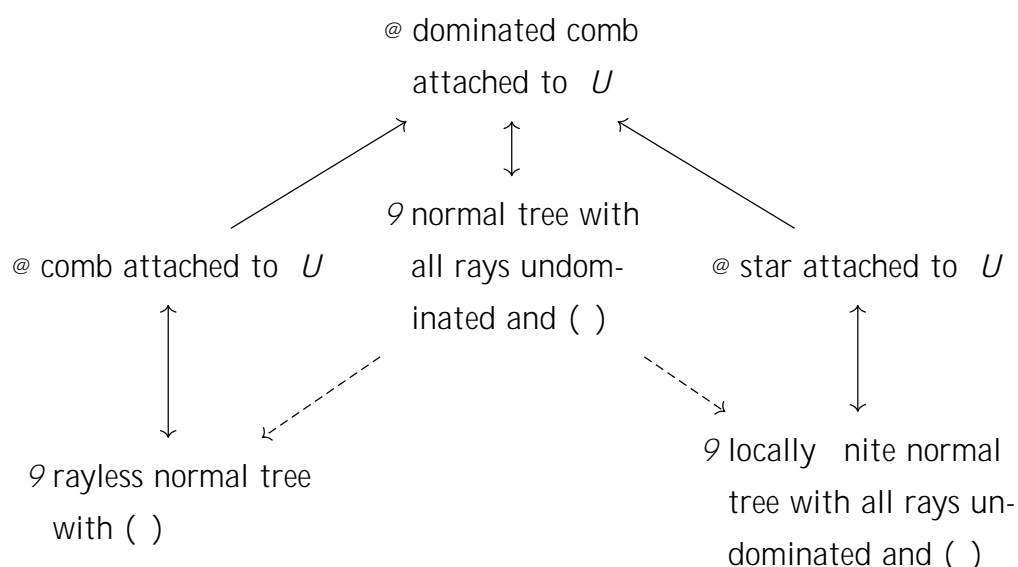 @ dominated comb
attached to U
9 normal tree with
all rays undom-
inated and ( )
@ comb attached to U
@ star attached to U
9 rayless normal tree
with ( )
9 locally nite normal
tree with all rays un-
dominated and ( )